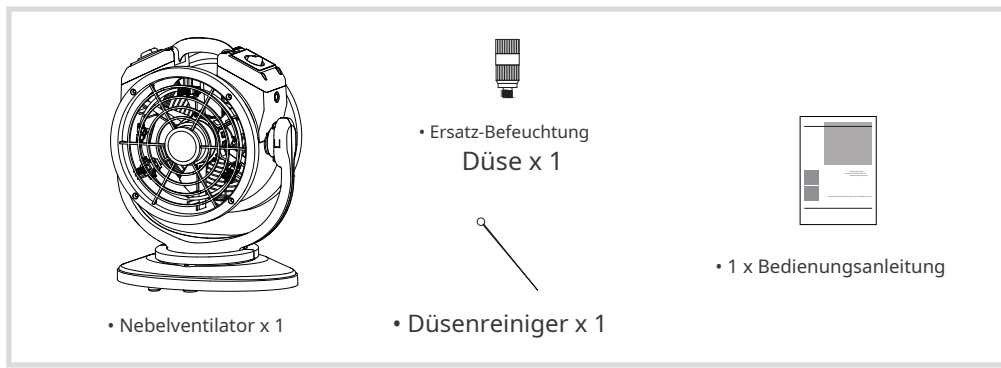 • Ersatz-Befeuchtung
Düse x 1
• 1 x Bedienungsanleitung
• Nebelventilator x 1
• Düsenreiniger x 1